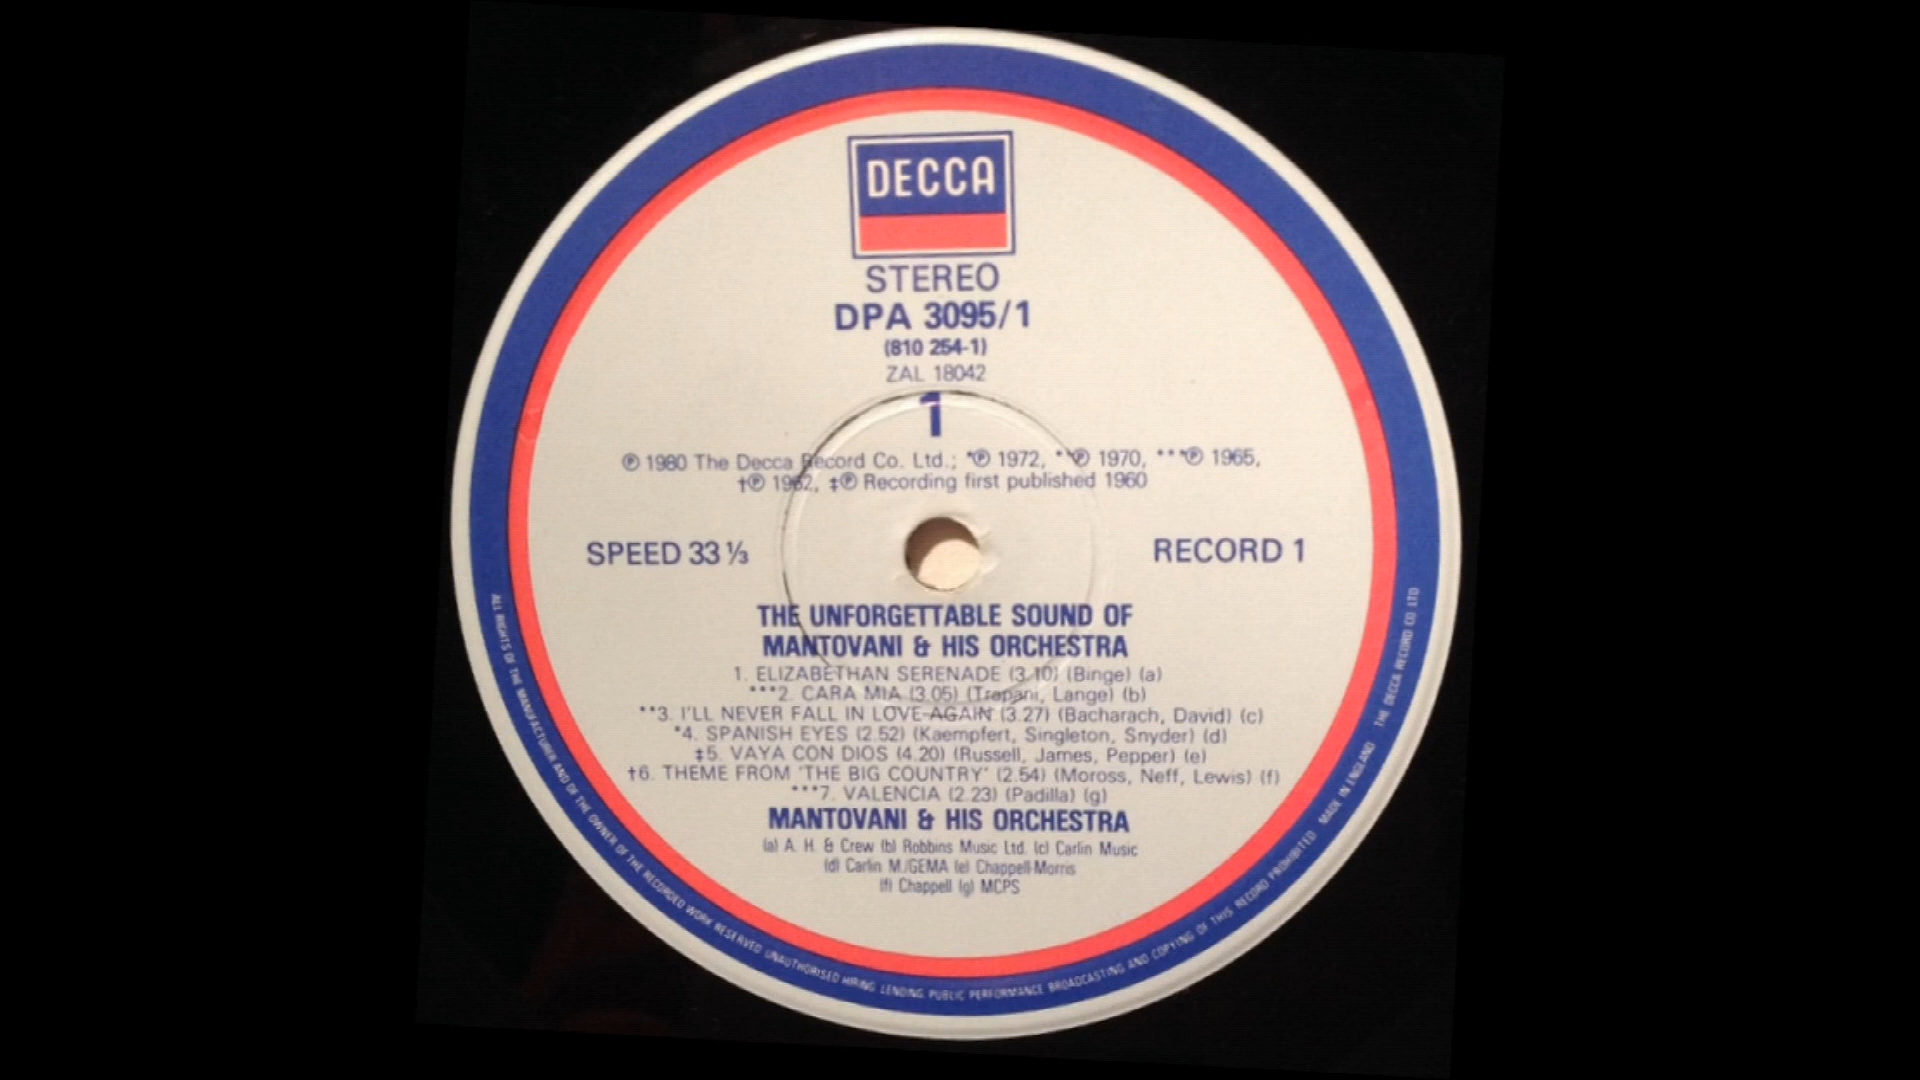 DECCA
STEREO
DPA 3095/1
(810 254-1)
ZAL 18042
1
℗ 1980 The Decca Record Co. Ltd.; *℗ 1972, **℗ 1970, ***℗ 1965,
†℗ 1962, ‡℗ Recording first published 1960
SPEED 33 ⅓
RECORD 1
THE UNFORGETTABLE SOUND OF
MANTOVANI & HIS ORCHESTRA
1. ELIZABETHAN SERENADE (3.10) (Binge) (a)
***2. CARA MIA (3.05) (Trapani, Lange) (b)
**3. I'LL NEVER FALL IN LOVE AGAIN (3.27) (Bacharach, David) (c)
*4. SPANISH EYES (2.52) (Kaempfert, Singleton, Snyder) (d)
‡5. VAYA CON DIOS (4.20) (Russell, James, Pepper) (e)
†6. THEME FROM 'THE BIG COUNTRY' (2.54) (Moross, Neff, Lewis) (f)
***7. VALENCIA (2.23) (Padilla) (g)
MANTOVANI & HIS ORCHESTRA
(a) A. H. & Crew (b) Robbins Music Ltd. (c) Carlin Music
(d) Carlin M./GEMA (e) Chappell-Morris
(f) Chappell (g) MCPS
ALL RIGHTS OF THE MANUFACTURER AND OF THE OWNER OF THE RECORDED WORK RESERVED UNAUTHORISED HIRING, LENDING, PUBLIC PERFORMANCE BROADCASTING AND COPYING OF THIS RECORD PROHIBITED MADE IN ENGLAND THE DECCA RECORD CO LTD